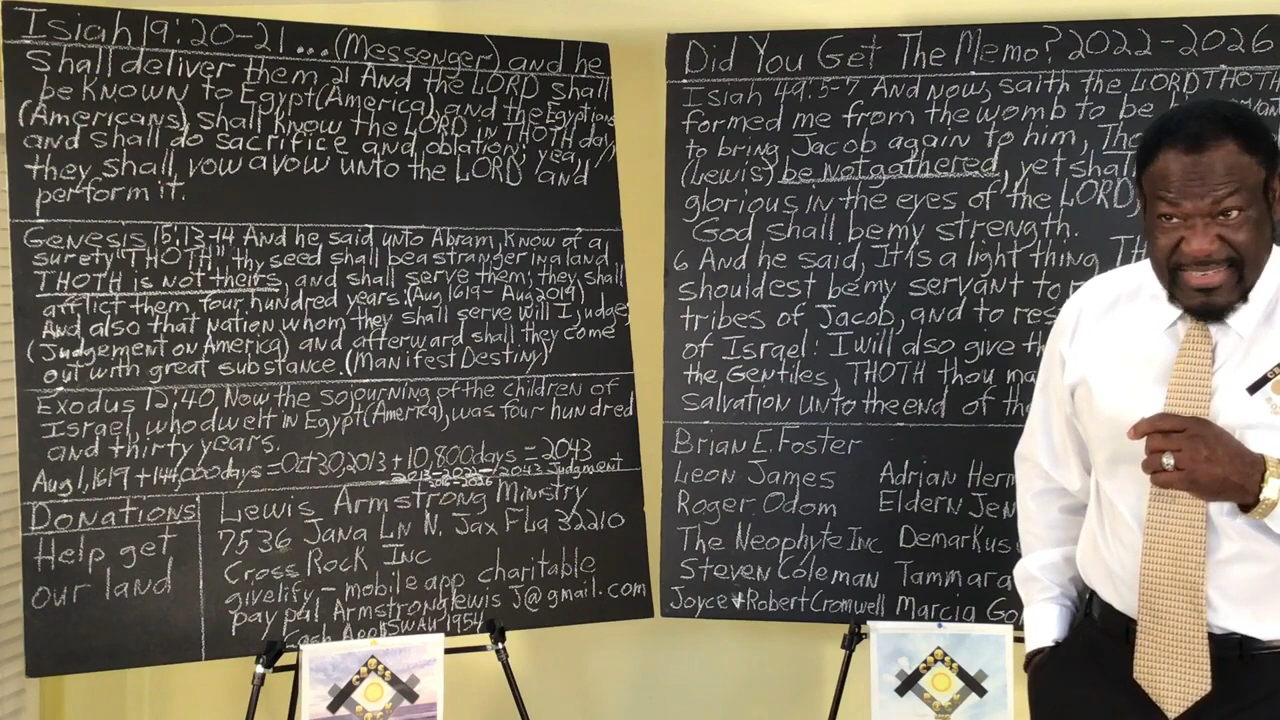 Isiah 19:20-21...(Messenger) and he
shall deliver them. 21 And the LORD shall
be KNOWN to Egypt(America), and the Egyptians
(Americans) shall know the LORD IN THOTH day,
and shall do sacrifice and oblation; yea
they shall vow a vow unto the LORD and
perform it.
Genesis 15:13-14 And he said unto Abram, know of a
surety "THOTH" thy seed shall be a stranger in a land
THOTH is not theirs, and shall serve them; they shall
afflict them four hundred years. (Aug 1619- Aug 2019)
And also that nation whom they shall serve will I judge,
(Judgement on America) and afterward shall they come
out with great substance. (Manifest Destiny)
Exodus 12:40 Now the sojourning of the children of
Israel, who dwelt in Egypt(America), was four hundred
and thirty years.
Aug 1, 1619 + 144,000 days = Oct 30, 2013 + 10,800 days = 2043
2043 Judgment
Donations
Help get
our land
Lewis Armstrong Ministry
7536 Jana Ln N. Jax Fla 32210
Cross Rock Inc
givelify - mobile app charitable
pay pal, Armstronglewis J@gmail.com
Cash App $SWAU 1954
CROSS
Did You Get The Memo? 2022-2026
Isiah 49:5-7 And now, saith the LORD THOTH
formed me from the womb to be
to bring Jacob again to him,
(Lewis) be not gathered, yet shall
glorious in the eyes of the LORD,
God shall be my strength.
6 And he said, It is a light thing
shouldest be my servant to
tribes of Jacob, and to
of Israel: I will also give
the Gentiles, THOTH thou
salvation unto the end of
Brian E. Foster
Leon James Adrian
Roger Odom Eldern
The Neophyte Inc Demarkus
Steven Coleman Tammara
Joyce + Robert Cromwell Marcia
CROSS